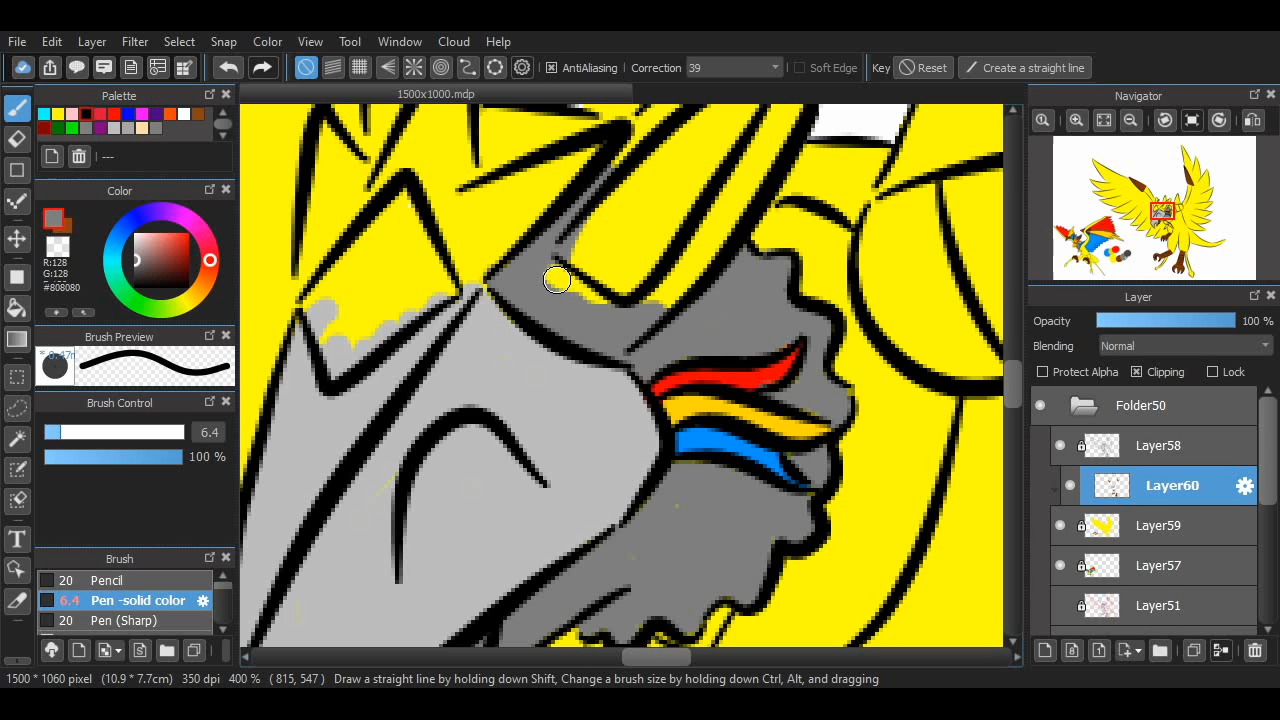 File Edit Layer Filter Select Snap Color View Tool Window Cloud Help
AntiAliasing Correction 39 Soft Edge Key Reset Create a straight line
Palette
1500x1000.mdp
Navigator
---
Color
R:128
G:128
B:128
#808080
Layer
Opacity 100 %
Brush Preview
Blending Normal
Protect Alpha Clipping Lock
Brush Control
Folder50
6.4
Layer58
100 %
Layer60
Layer59
Brush
Layer57
20 Pencil
6.4 Pen -solid color
Layer51
20 Pen (Sharp)
1500 * 1060 pixel (10.9 * 7.7cm) 350 dpi 400 % ( 815, 547 ) Draw a straight line by holding down Shift, Change a brush size by holding down Ctrl, Alt, and dragging